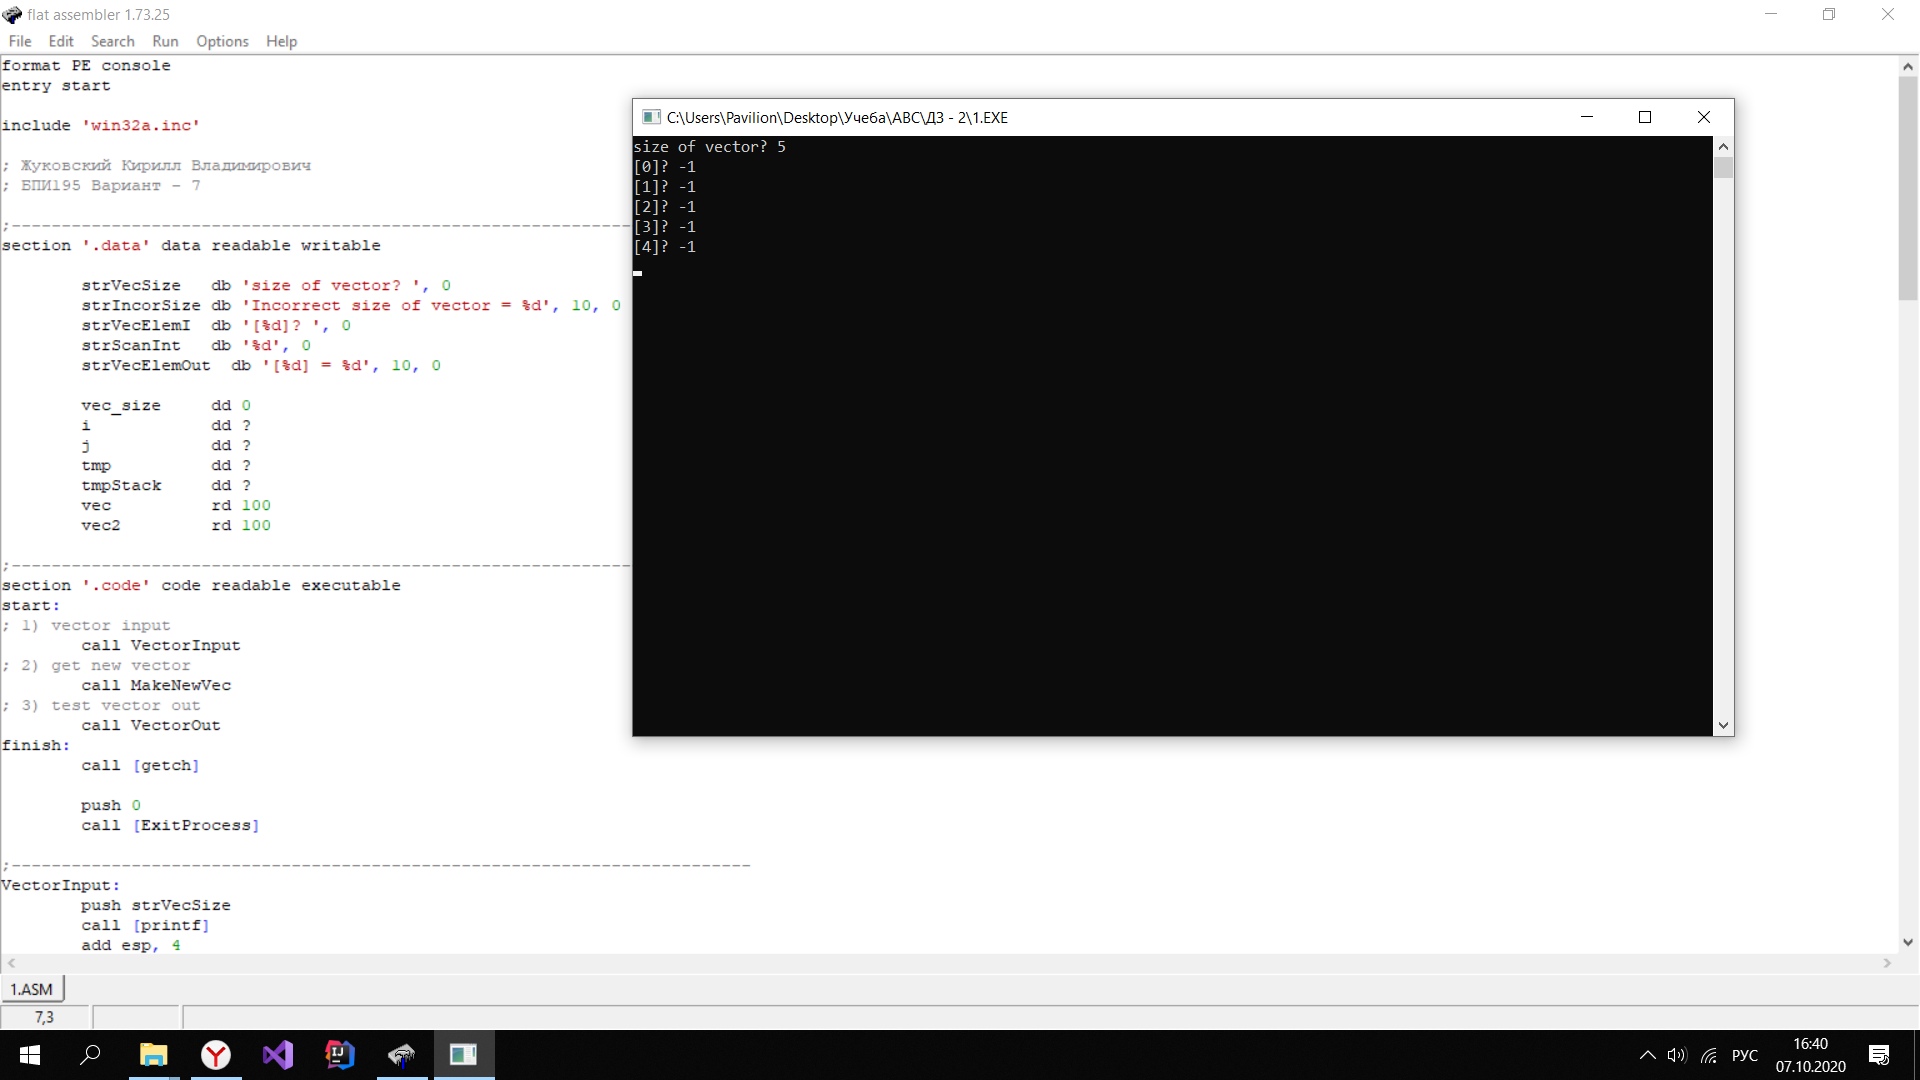 flat assembler 1.73.25
File Edit Search Run Options Help
format PE console
entry start
include 'win32a.inc'
; Жуковский Кирилл Владимирович
; БПИ195 Вариант - 7
;--------------------------------------------------------------
section '.data' data readable writable
strVecSize db 'size of vector? ', 0
strIncorSize db 'Incorrect size of vector = %d', 10, 0
strVecElemI db '[%d]? ', 0
strScanInt db '%d', 0
strVecElemOut db '[%d] = %d', 10, 0
vec_size dd 0
i dd ?
j dd ?
tmp dd ?
tmpStack dd ?
vec rd 100
vec2 rd 100
;--------------------------------------------------------------
section '.code' code readable executable
start:
; 1) vector input
call VectorInput
; 2) get new vector
call MakeNewVec
; 3) test vector out
call VectorOut
finish:
call [getch]
push 0
call [ExitProcess]
;--------------------------------------------------------------------------
VectorInput:
push strVecSize
call [printf]
add esp, 4
1.ASM
7,3
C:\Users\Pavilion\Desktop\Учеба\АВС\ДЗ - 2\1.EXE
size of vector? 5
[0]? -1
[1]? -1
[2]? -1
[3]? -1
[4]? -1
РУС
16:40
07.10.2020